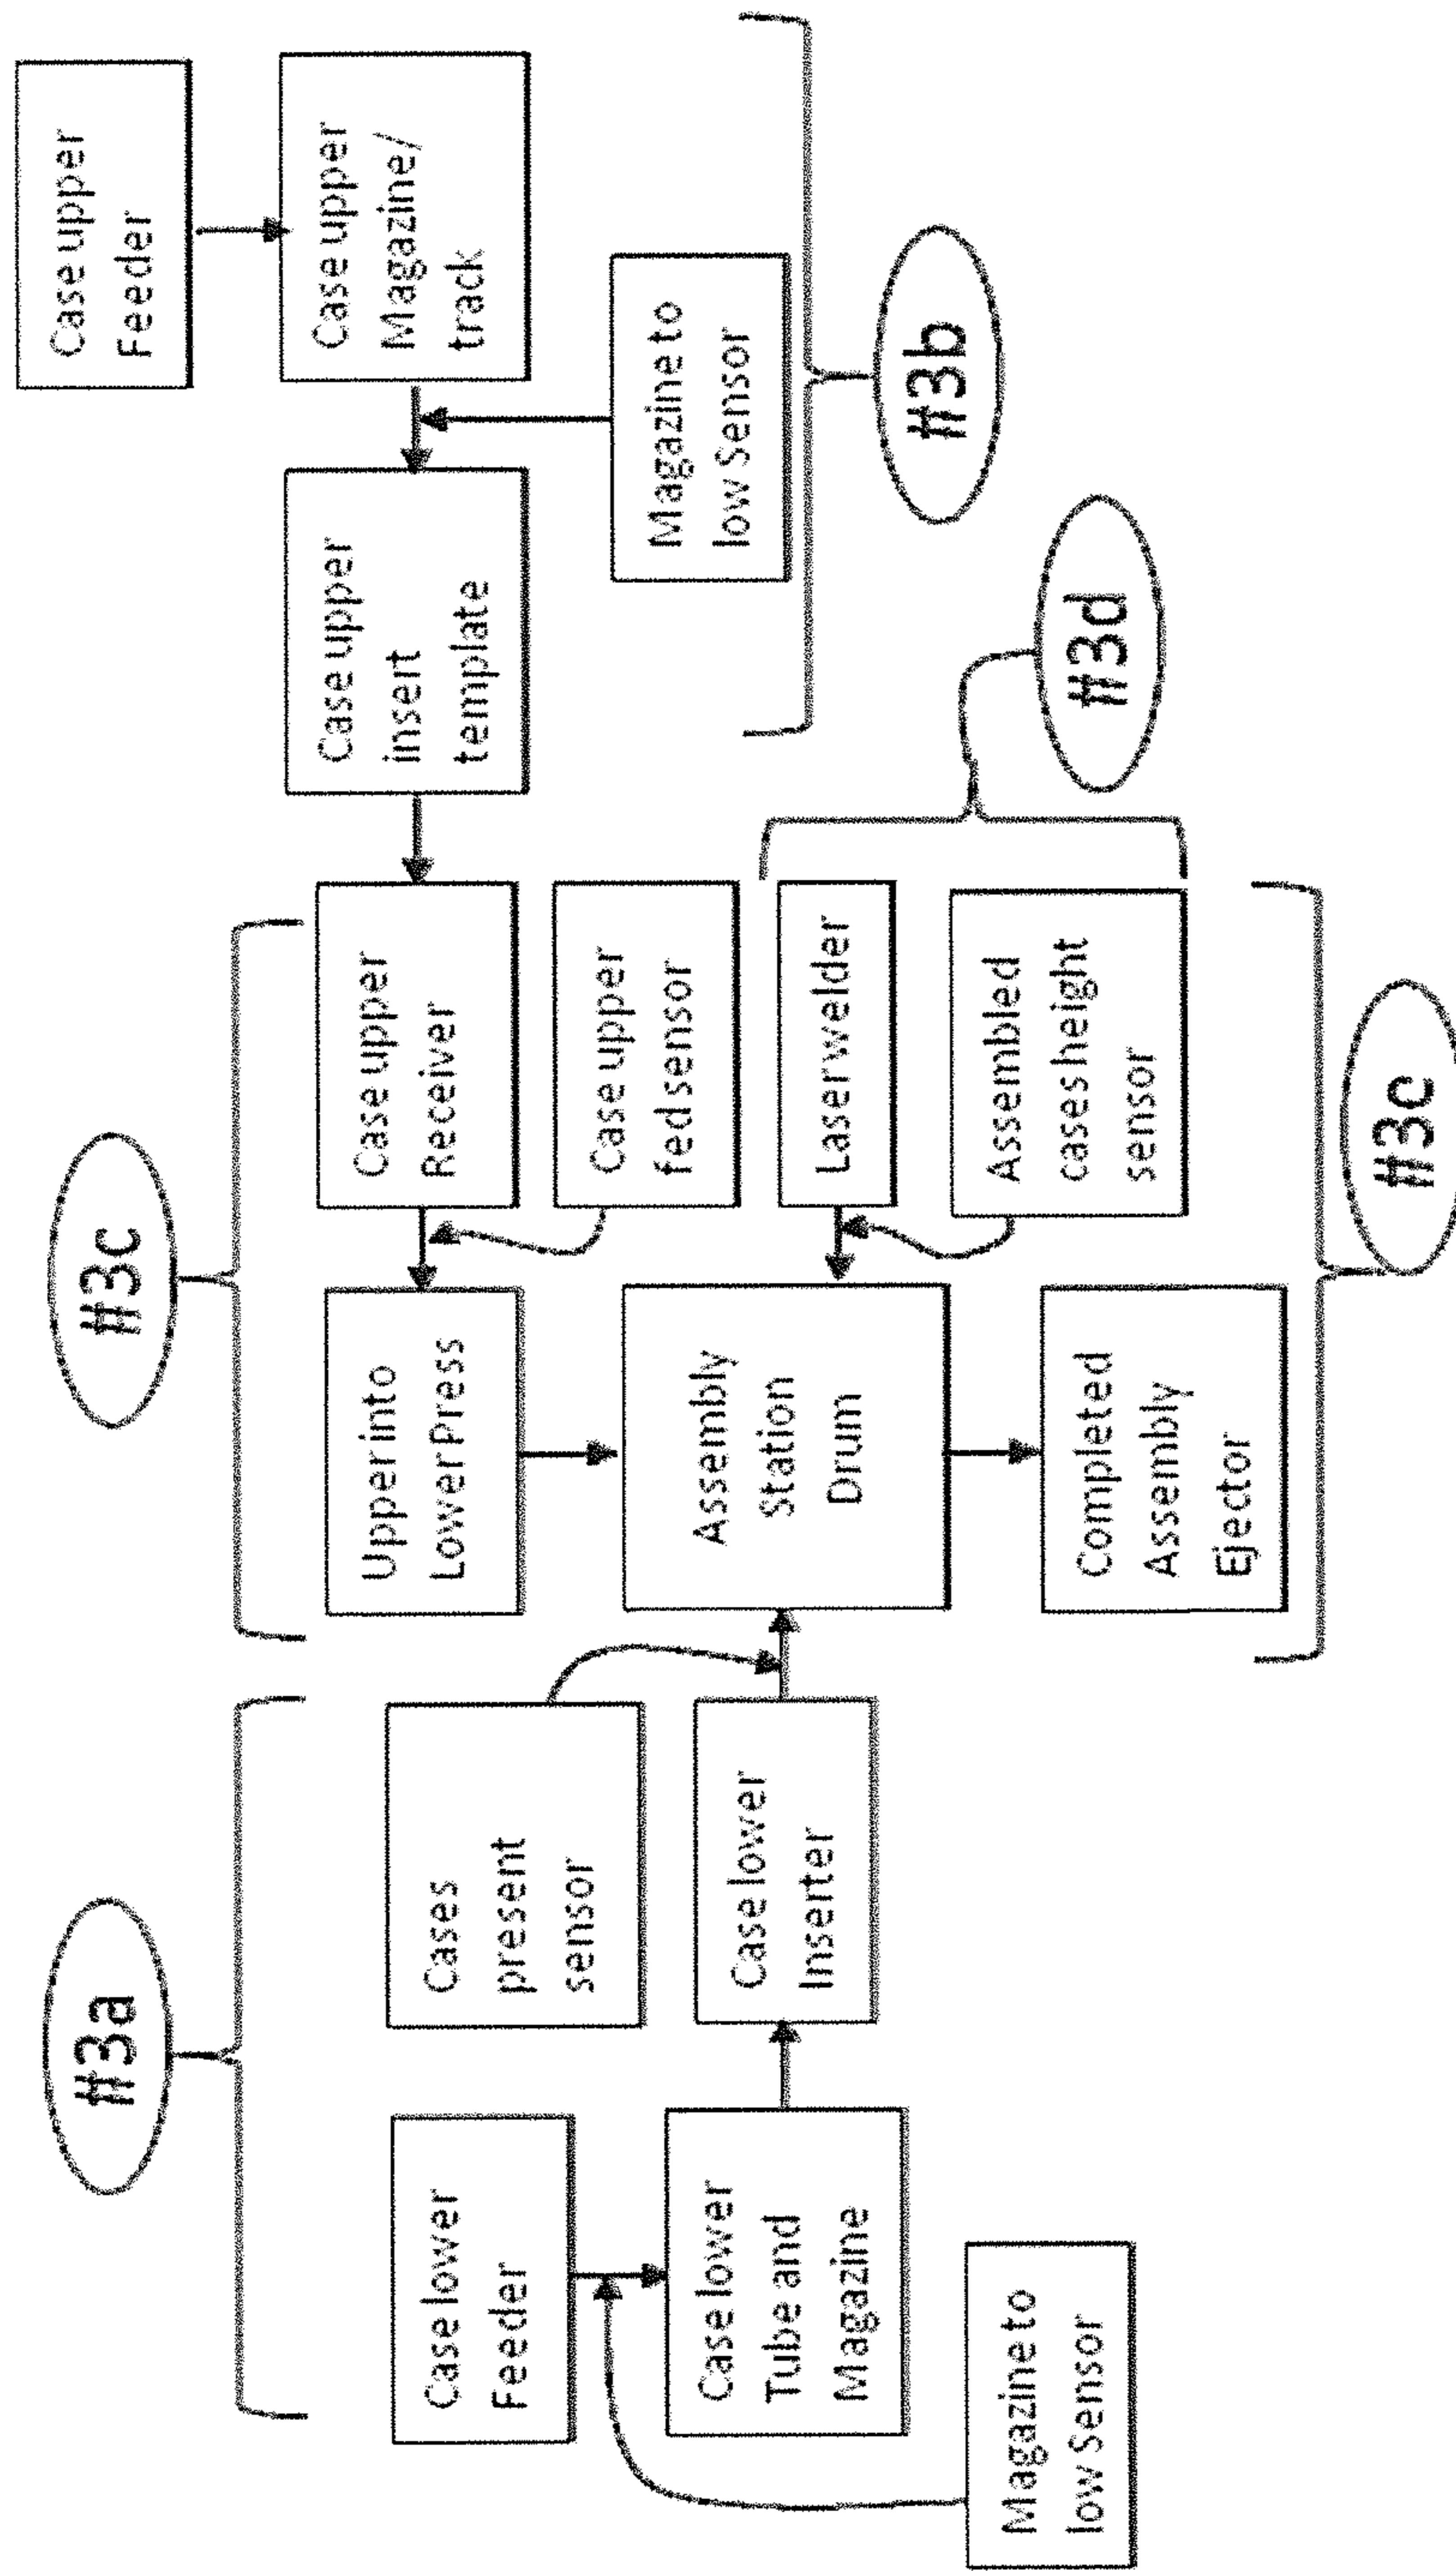 #3a
#3c
Case upper
Feeder
Case lower
Feeder
Cases
present
sensor
Upper into
Lower Press
Case upper
Receiver
Case upper
insert
template
Case upper
Magazine/
track
Case lower
Tube and
Magazine
Case lower
Inserter
Assembly
Station
Drum
Case upper
fed sensor
Laser welder
Magazine to
low Sensor
Magazine to
low Sensor
Completed
Assembly
Ejector
Assembled
cases height
sensor
#3d
#3b
#3c